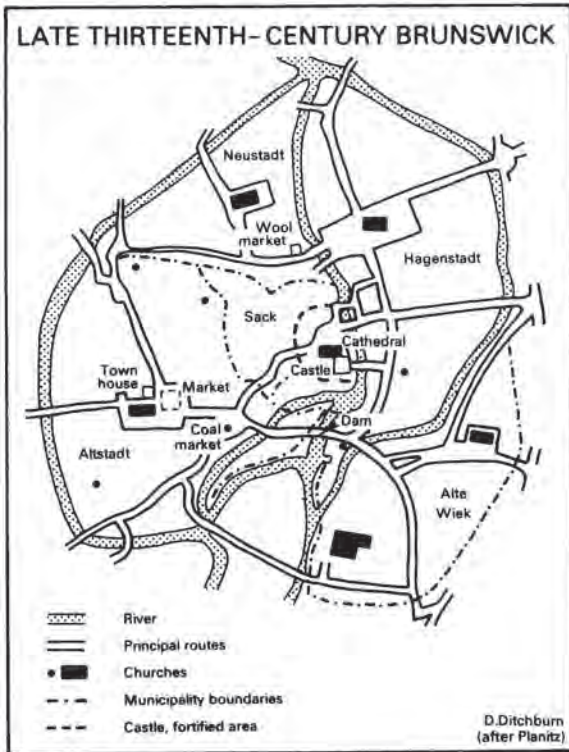 LATE THIRTEENTH-CENTURY BRUNSWICK
Neustadt
Wool
market
Hagenstadt
Sack
Cathedral
Castle
Town
house
Market
Coal
market
Dam
Altstadt
Alte
Wiek
River
Principal routes
Churches
Municipality boundaries
Castle, fortified area
D.Ditchburn
(after Planitz)